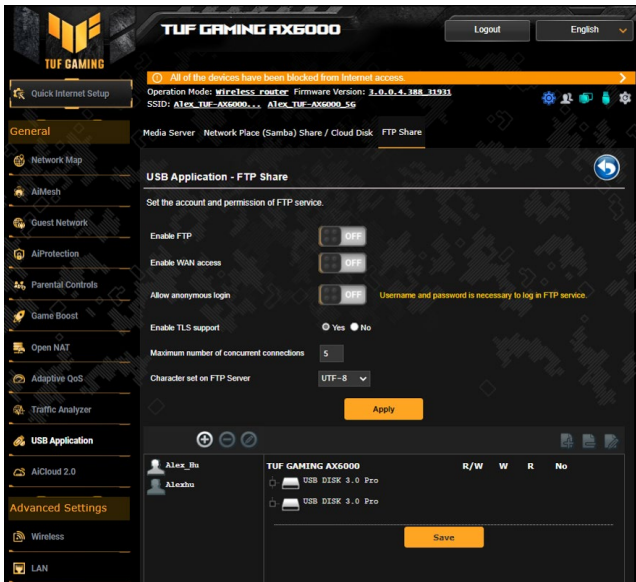 TUF GAMING AX6000
Logout
English
TUF GAMING
Quick Internet Setup
All of the devices have been blocked from Internet access.
Operation Mode: Wireless router Firmware Version: 3.0.0.4.388_31931
SSID: Alex_TUF-AX6000... Alex_TUF-AX6000_5G
General
Media Server Network Place (Samba) Share / Cloud Disk FTP Share
Network Map
AiMesh
Guest Network
AiProtection
Parental Controls
Game Boost
Open NAT
Adaptive QoS
Traffic Analyzer
USB Application
AiCloud 2.0
Advanced Settings
Wireless
LAN
USB Application - FTP Share
Set the account and permission of FTP service.
Enable FTP OFF
Enable WAN access OFF
Allow anonymous login OFF Username and password is necessary to log in FTP service.
Enable TLS support Yes No
Maximum number of concurrent connections 5
Character set on FTP Server UTF-8
Apply
Alex_Hu
Alexhu
TUF GAMING AX6000 R/W W R No
USB DISK 3.0 Pro
USB DISK 3.0 Pro
Save